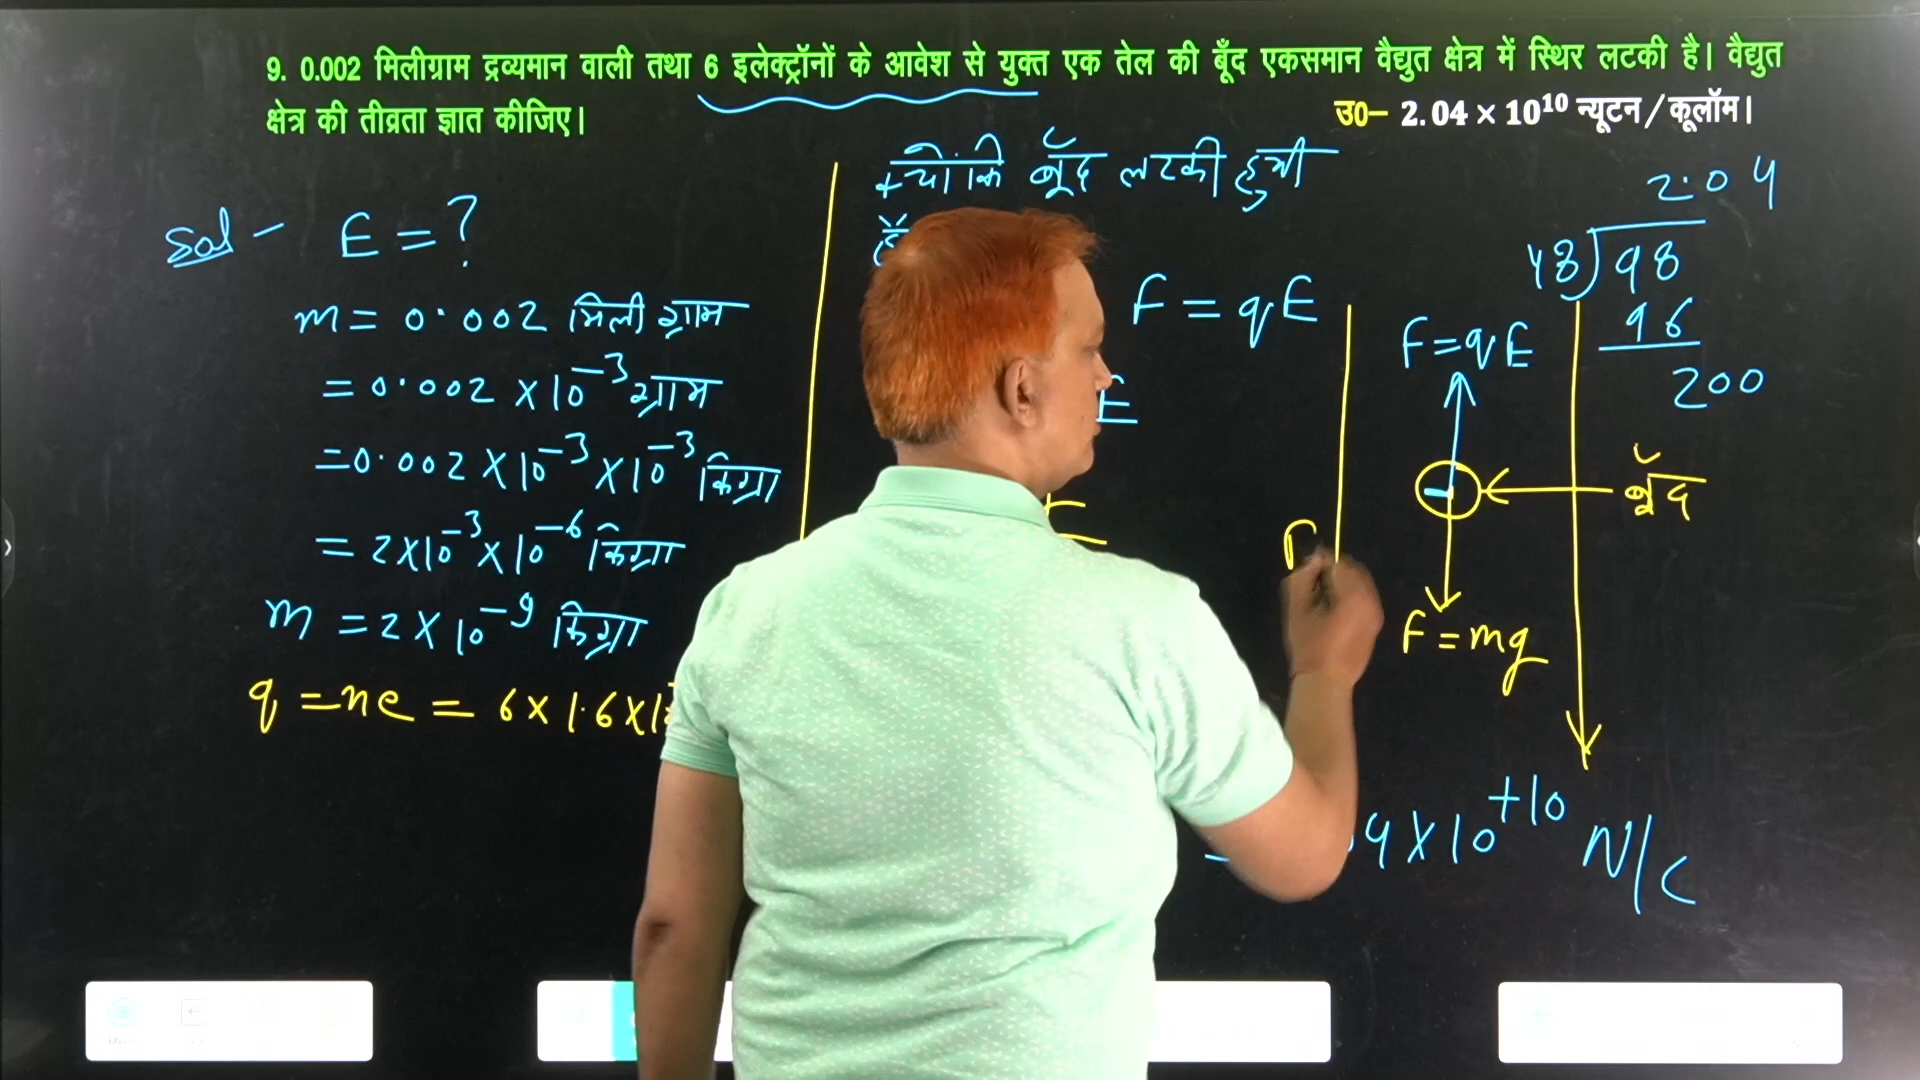 9. 0.002 मिलीग्राम द्रव्यमान वाली तथा 6 इलेक्ट्रॉनों के आवेश से युक्त एक तेल की बूँद एकसमान वैद्युत क्षेत्र में स्थिर लटकी है। वैद्युत
क्षेत्र की तीव्रता ज्ञात कीजिए।
उ0– 2.04 × 10¹⁰ न्यूटन/कूलॉम।
Sol – E = ?
m = 0.002 मिली ग्राम
= 0.002 × 10⁻³ ग्राम
= 0.002 × 10⁻³ × 10⁻³ किग्रा
= 2 × 10⁻³ × 10⁻⁶ किग्रा
m = 2 × 10⁻⁹ किग्रा
q = ne = 6 × 1.6 × 1
क्योंकि बूँद लटकी हुयी
है
F = qE
E
F = qE
बूँद
F = mg
2.04
48)98
96
200
4 × 10⁺¹⁰ N/C